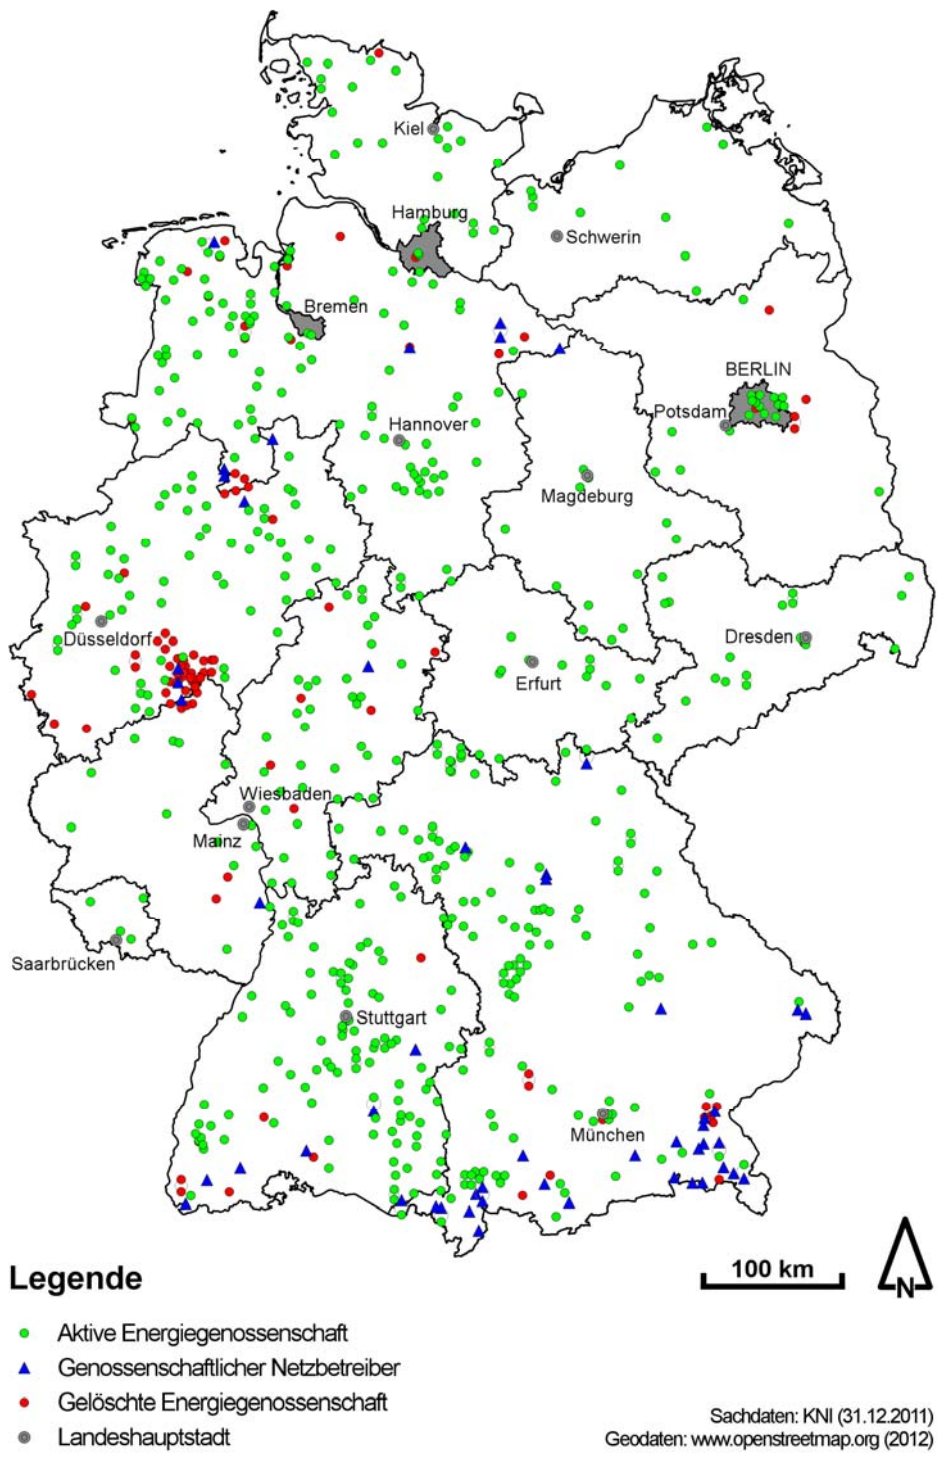 Kiel
Hamburg
Schwerin
Bremen
BERLIN
Potsdam
Hannover
Magdeburg
Düsseldorf
Dresden
Erfurt
Wiesbaden
Mainz
Saarbrücken
Stuttgart
München
100 km
N
Legende
Aktive Energiegenossenschaft
Genossenschaftlicher Netzbetreiber
Gelöschte Energiegenossenschaft
Landeshauptstadt
Sachdaten: KNI (31.12.2011)
Geodaten: www.openstreetmap.org (2012)